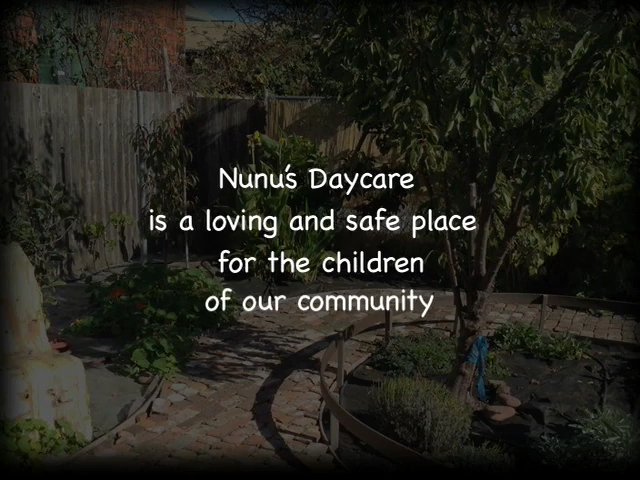 Nunu's Daycare
is a loving and safe place
for the children
of our community